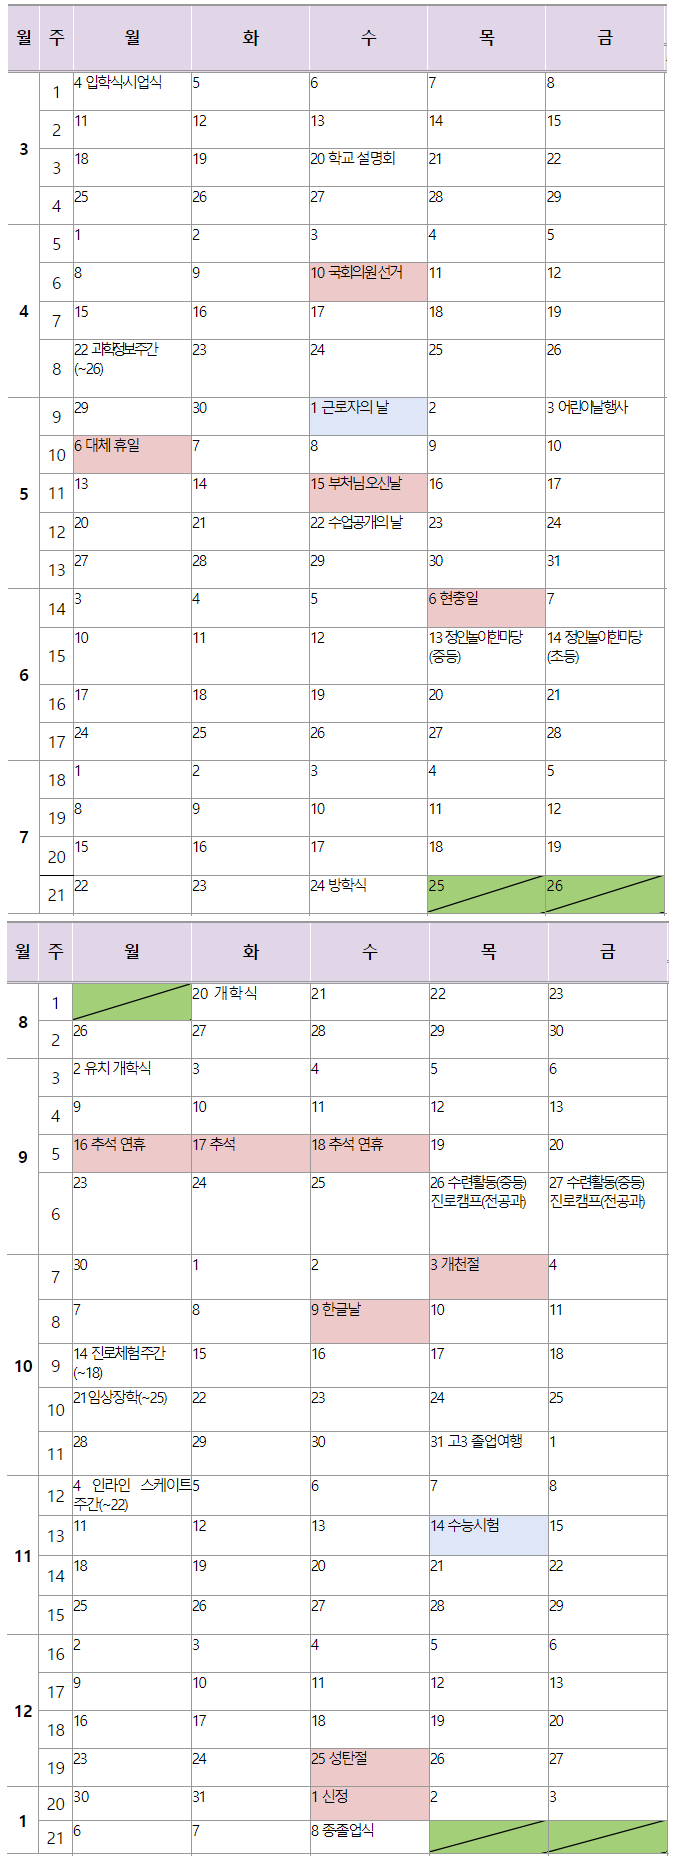 월 주 월 화 수 목 금
3 1 4 입학식·시업식 5 6 7 8
2 11 12 13 14 15
3 18 19 20 학교 설명회 21 22
4 25 26 27 28 29
4 5 1 2 3 4 5
6 8 9 10 국회의원 선거 11 12
7 15 16 17 18 19
8 22 과학정보주간 23 24 25 26
(~26)
5 9 29 30 1 근로자의 날 2 3 어린이날행사
10 6 대체 휴일 7 8 9 10
11 13 14 15 부처님오신날 16 17
12 20 21 22 수업공개의 날 23 24
13 27 28 29 30 31
6 14 3 4 5 6 현충일 7
15 10 11 12 13 정인놀이한마당 14 정인놀이한마당
(중등) (초등)
16 17 18 19 20 21
17 24 25 26 27 28
7 18 1 2 3 4 5
19 8 9 10 11 12
20 15 16 17 18 19
21 22 23 24 방학식 25 26
월 주 월 화 수 목 금
8 1 20 개학식 21 22 23
2 26 27 28 29 30
9 3 2 유치 개학식 3 4 5 6
4 9 10 11 12 13
5 16 추석 연휴 17 추석 18 추석 연휴 19 20
6 23 24 25 26 수련활동(중등) 27 수련활동(중등)
진로캠프(전공과) 진로캠프(전공과)
10 7 30 1 2 3 개천절 4
8 7 8 9 한글날 10 11
9 14 진로체험주간 15 16 17 18
(~18)
10 21임상장학(~25) 22 23 24 25
11 28 29 30 31 고3 졸업여행 1
11 12 4 인라인 스케이트 5 6 7 8
주간(~22)
13 11 12 13 14 수능시험 15
14 18 19 20 21 22
15 25 26 27 28 29
12 16 2 3 4 5 6
17 9 10 11 12 13
18 16 17 18 19 20
19 23 24 25 성탄절 26 27
1 20 30 31 1 신정 2 3
21 6 7 8 종·졸업식